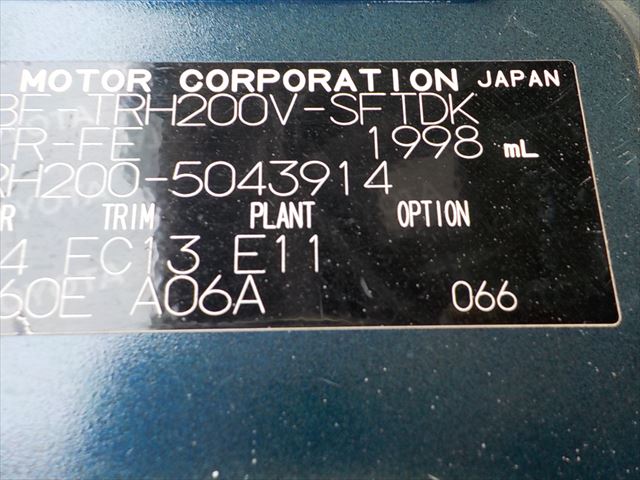 MOTOR CORPORATION JAPAN
BF-TRH200V-SFTDK
TR-FE 1998 mL
RH200-5043914
R TRIM PLANT OPTION
4 FC13 E11
60E A06A 066